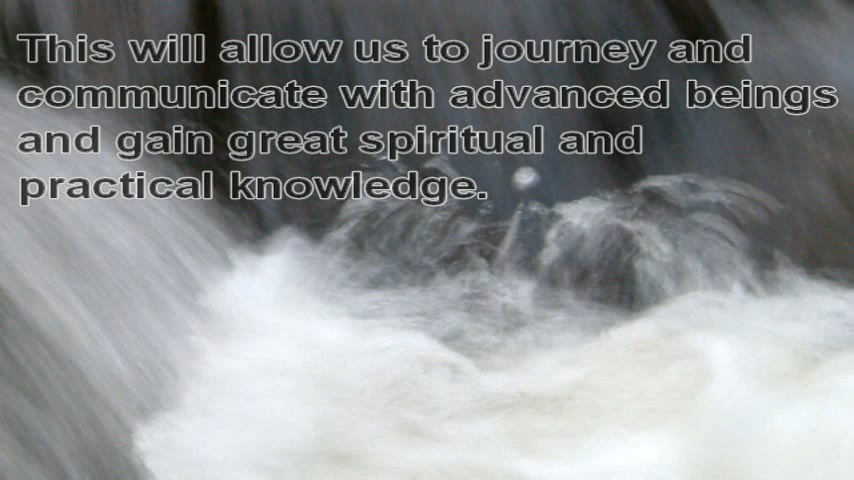 This will allow us to journey and
communicate with advanced beings
and gain great spiritual and
practical knowledge.